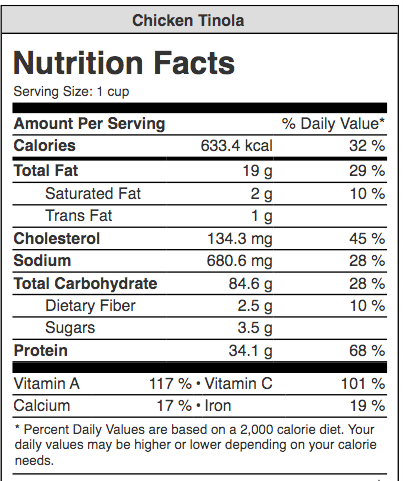 Chicken Tinola
Nutrition Facts
Serving Size: 1 cup
Amount Per Serving % Daily Value*
Calories 633.4 kcal 32 %
Total Fat 19 g 29 %
Saturated Fat 2 g 10 %
Trans Fat 1 g
Cholesterol 134.3 mg 45 %
Sodium 680.6 mg 28 %
Total Carbohydrate 84.6 g 28 %
Dietary Fiber 2.5 g 10 %
Sugars 3.5 g
Protein 34.1 g 68 %
Vitamin A 117 % • Vitamin C 101 %
Calcium 17 % • Iron 19 %
* Percent Daily Values are based on a 2,000 calorie diet. Your
daily values may be higher or lower depending on your calorie
needs.